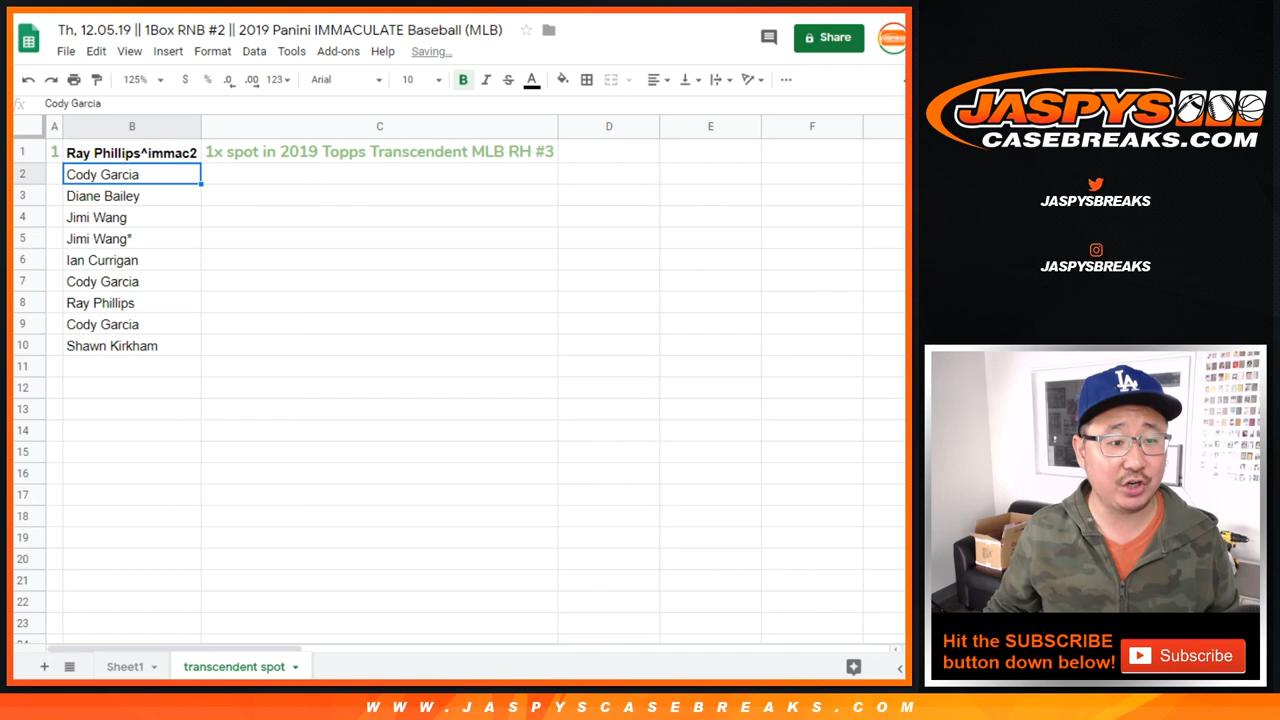 Th, 12.05.19 || 1Box RNB #2 || 2019 Panini IMMACULATE Baseball (MLB)
File Edit View Insert Format Data Tools Add-ons Help Saving...
Share
125% $ % .0 .00 123 Arial 10 B I S A
fx Cody Garcia
A B C D E F
1 1 Ray Phillips^immac2 1x spot in 2019 Topps Transcendent MLB RH #3
2 Cody Garcia
3 Diane Bailey
4 Jimi Wang
5 Jimi Wang*
6 Ian Currigan
7 Cody Garcia
8 Ray Phillips
9 Cody Garcia
10 Shawn Kirkham
11
12
13
14
15
16
17
18
19
20
21
22
23
Sheet1 transcendent spot
JASPYS
CASEBREAKS.COM
JASPYSBREAKS
JASPYSBREAKS
LA
Hit the SUBSCRIBE
button down below!
Subscribe
WWW.JASPYSCASEBREAKS.COM